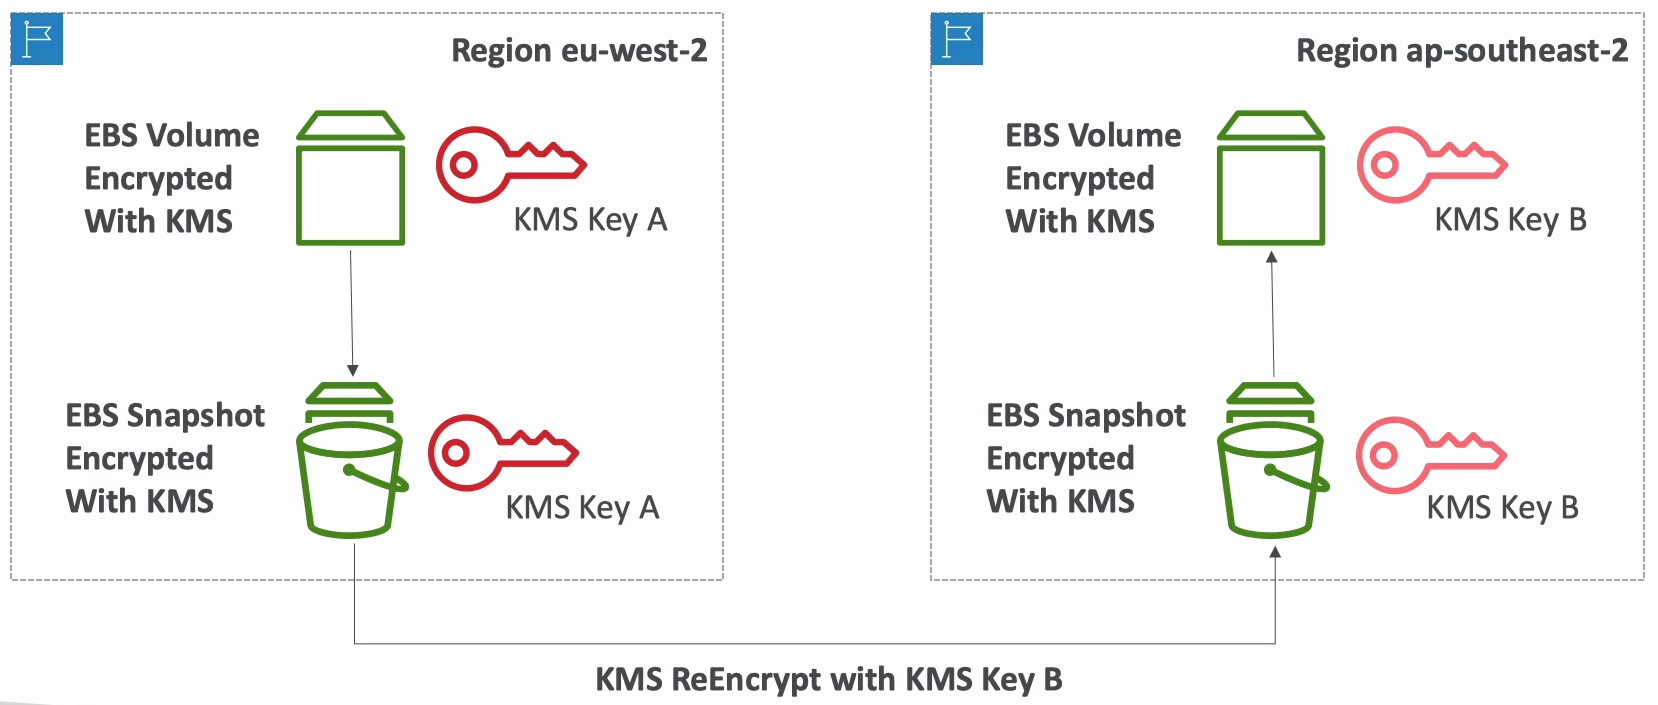 Region eu-west-2
EBS Volume
Encrypted
With KMS
KMS Key A
EBS Snapshot
Encrypted
With KMS
KMS Key A
Region ap-southeast-2
EBS Volume
Encrypted
With KMS
KMS Key B
EBS Snapshot
Encrypted
With KMS
KMS Key B
KMS ReEncrypt with KMS Key B